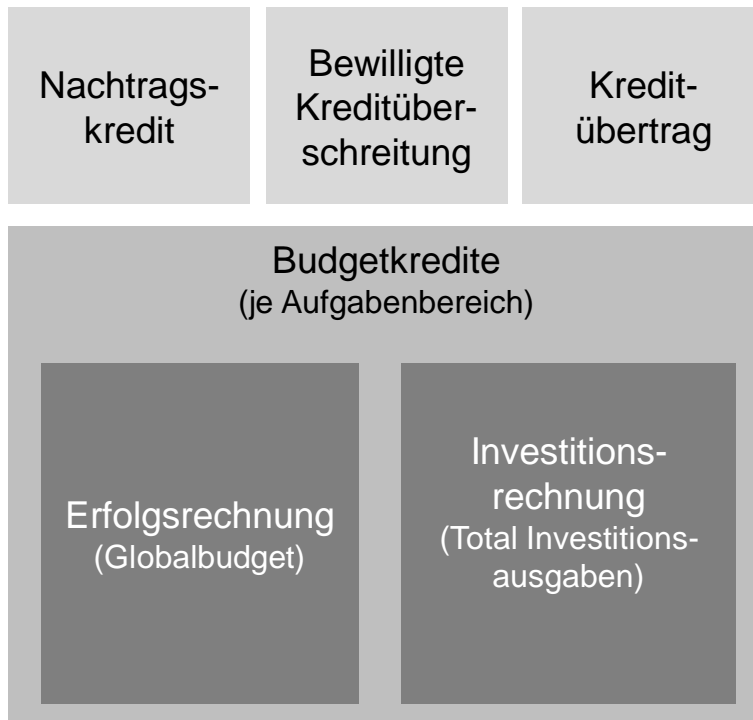 Nachtrags-
kredit
Bewilligte
Kreditüber-
schreitung
Kredit-
übertrag
Budgetkredite
(je Aufgabenbereich)
Erfolgsrechnung
(Globalbudget)
Investitions-
rechnung
(Total Investitions-
ausgaben)